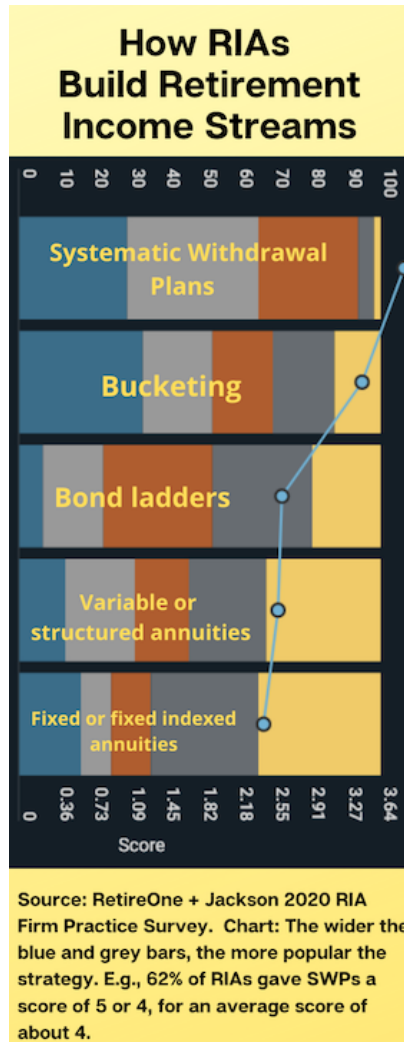 How RIAs
Build Retirement
Income Streams
0
10
20
30
40
50
60
70
80
90
100
Systematic Withdrawal
Plans
Bucketing
Bond ladders
Variable or
structured annuities
Fixed or fixed indexed
annuities
0
0.36
0.73
1.09
1.45
1.82
2.18
2.55
2.91
3.27
3.64
Score
Source: RetireOne + Jackson 2020 RIA
Firm Practice Survey.  Chart: The wider the
blue and grey bars, the more popular the
strategy. E.g., 62% of RIAs gave SWPs a
score of 5 or 4, for an average score of
about 4.